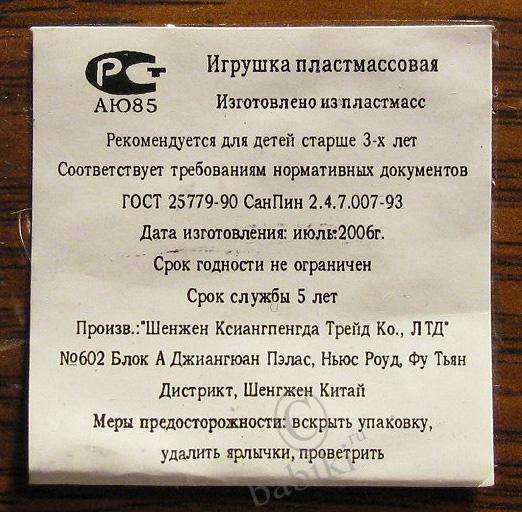 РСТ
АЮ85
Игрушка пластмассовая
Изготовлено из пластмасс
Рекомендуется для детей старше 3-х лет
Соответствует требованиям нормативных документов
ГОСТ 25779-90 СанПин 2.4.7.007-93
Дата изготовления: июль:2006г.
Срок годности не ограничен
Срок службы 5 лет
Произв.:"Шенжен Ксиангпенгда Трейд Ко., ЛТД"
№602 Блок А Джиангюан Пэлас, Ньюс Роуд, Фу Тьян
Дистрикт, Шенгжен Китай
Меры предосторожности: вскрыть упаковку,
удалить ярлычки, проветрить
© babiki.ru